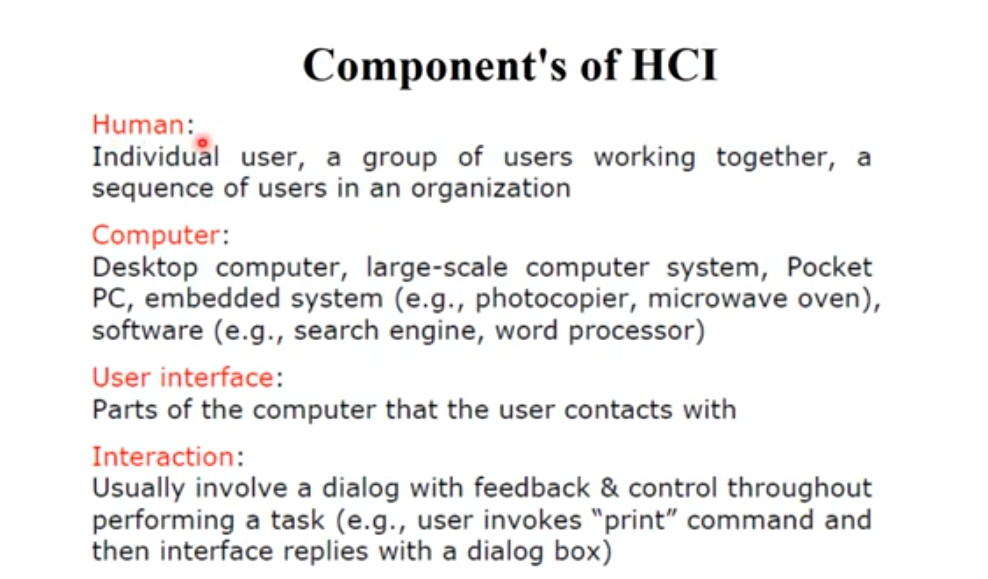 Component's of HCI
Human:
Individual user, a group of users working together, a
sequence of users in an organization
Computer:
Desktop computer, large-scale computer system, Pocket
PC, embedded system (e.g., photocopier, microwave oven),
software (e.g., search engine, word processor)
User interface:
Parts of the computer that the user contacts with
Interaction:
Usually involve a dialog with feedback & control throughout
performing a task (e.g., user invokes “print” command and
then interface replies with a dialog box)